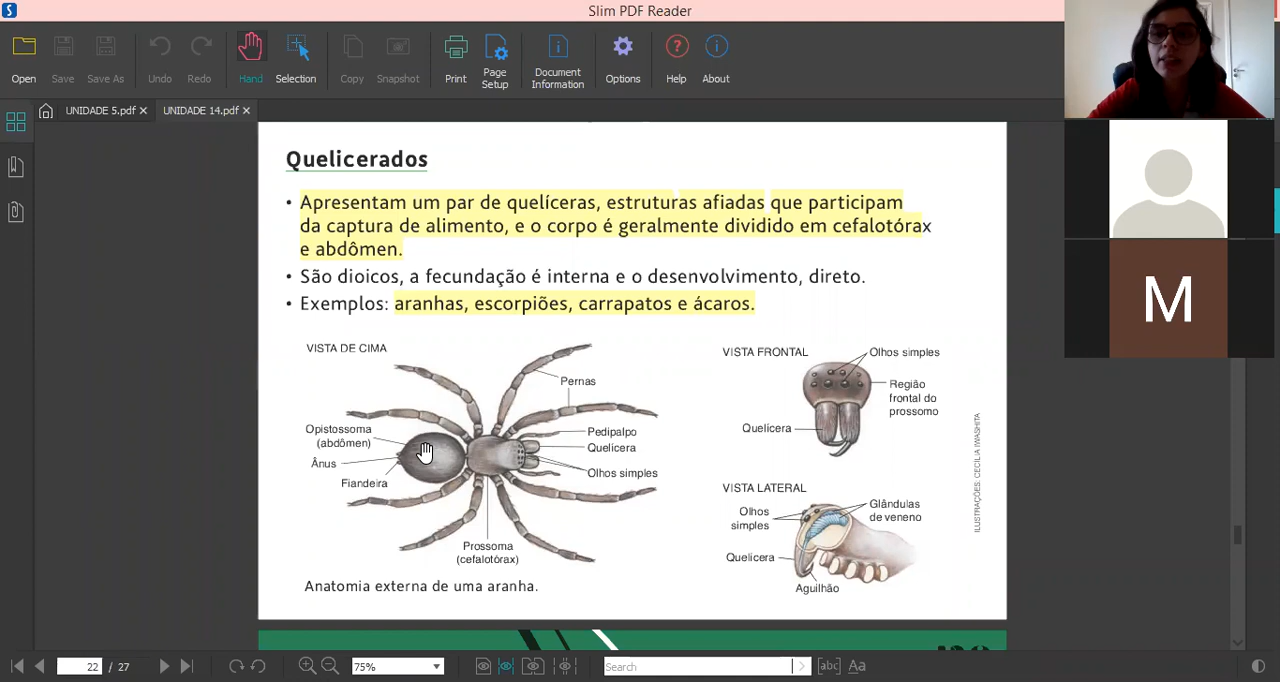 Slim PDF Reader
Open Save Save As Undo Redo Hand Selection Copy Snapshot Print Page Setup Document Information Options Help About
UNIDADE 5.pdf UNIDADE 14.pdf
Quelicerados
• Apresentam um par de quelíceras, estruturas afiadas que participam
da captura de alimento, e o corpo é geralmente dividido em cefalotórax
e abdômen.
• São dioicos, a fecundação é interna e o desenvolvimento, direto.
• Exemplos: aranhas, escorpiões, carrapatos e ácaros.
VISTA DE CIMA
Pernas
Opistossoma
(abdômen)
Pedipalpo
Quelícera
Ânus
Olhos simples
Fiandeira
Prossoma
(cefalotórax)
Anatomia externa de uma aranha.
VISTA FRONTAL
Olhos simples
Região
frontal do
prossomo
Quelícera
VISTA LATERAL
Olhos
simples
Glândulas
de veneno
Quelícera
Aguilhão
ILUSTRAÇÕES: CECILIA IWASHITA
M
22 / 27
75%
Search
[abc] Aa